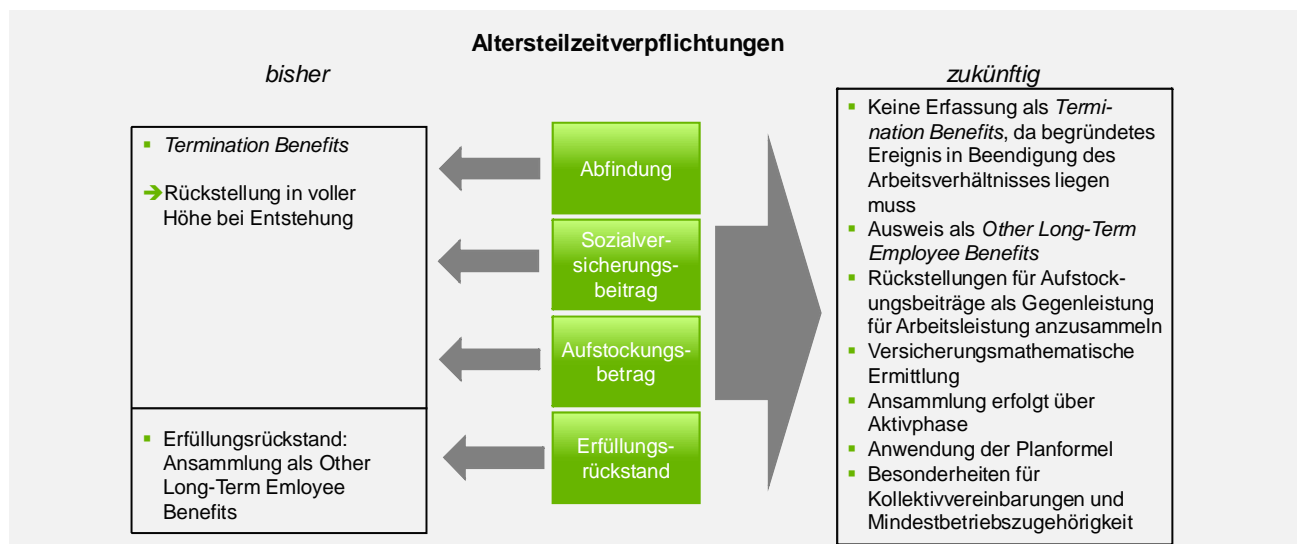 Altersteilzeitverpflichtungen
bisher
▪ Termination Benefits
➔ Rückstellung in voller
Höhe bei Entstehung
▪ Erfüllungsrückstand:
Ansammlung als Other
Long-Term Emloyee
Benefits
Abfindung
Sozialver-
sicherungs-
beitrag
Aufstockungs-
betrag
Erfüllungs-
rückstand
zukünftig
▪ Keine Erfassung als Termi-
nation Benefits, da begründetes
Ereignis in Beendigung des
Arbeitsverhältnisses liegen
muss
▪ Ausweis als Other Long-Term
Employee Benefits
▪ Rückstellungen für Aufstock-
ungsbeiträge als Gegenleistung
für Arbeitsleistung anzusammeln
▪ Versicherungsmathematische
Ermittlung
▪ Ansammlung erfolgt über
Aktivphase
▪ Anwendung der Planformel
▪ Besonderheiten für
Kollektivvereinbarungen und
Mindestbetriebszugehörigkeit